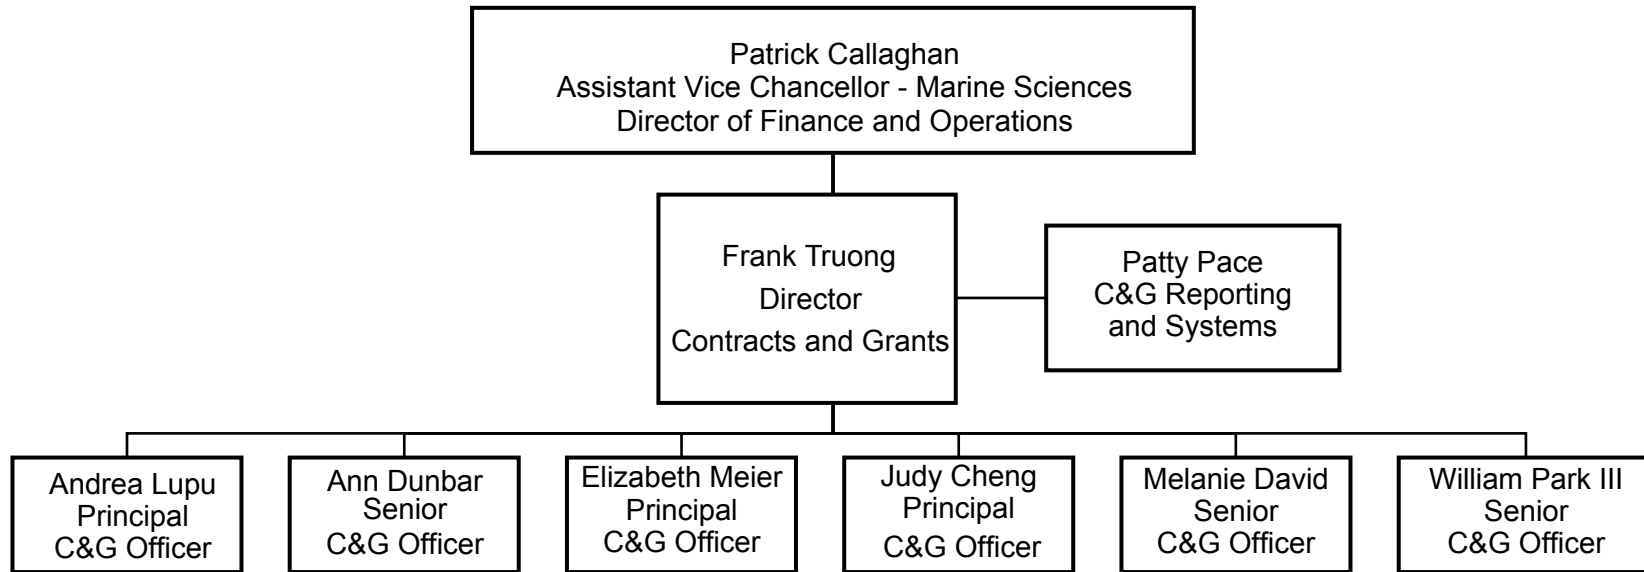 Patrick Callaghan
Assistant Vice Chancellor - Marine Sciences
Director of Finance and Operations
Frank Truong
Director
Contracts and Grants
Patty Pace
C&G Reporting
and Systems
Andrea Lupu
Principal
C&G Officer
Ann Dunbar
Senior
C&G Officer
Elizabeth Meier
Principal
C&G Officer
Judy Cheng
Principal
C&G Officer
Melanie David
Senior
C&G Officer
William Park III
Senior
C&G Officer